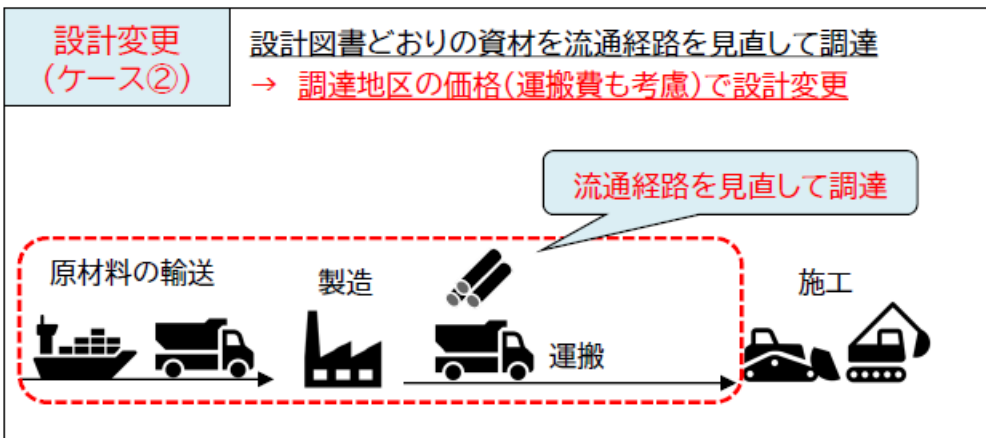 設計変更
(ケース②)
設計図書どおりの資材を流通経路を見直して調達
→ 調達地区の価格(運搬費も考慮)で設計変更
流通経路を見直して調達
原材料の輸送
製造
運搬
施工